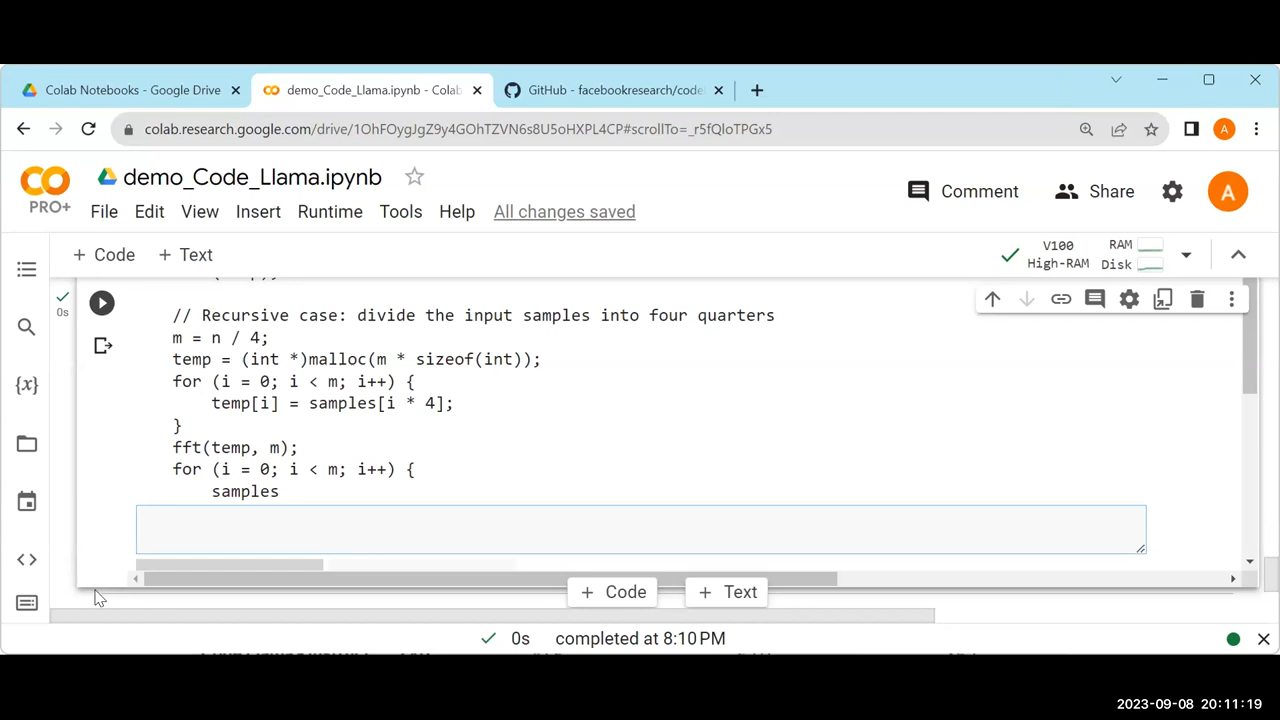 Colab Notebooks - Google Drive
demo_Code_Llama.ipynb - Colab
GitHub - facebookresearch/code
colab.research.google.com/drive/1OhFOygJgZ9y4GOhTZVN6s8U5oHXPL4CP#scrollTo=_r5fQloTPGx5
A
CO
PRO+
demo_Code_Llama.ipynb
Comment
Share
A
File Edit View Insert Runtime Tools Help All changes saved
+ Code + Text
V100
High-RAM
RAM
Disk
0s
// Recursive case: divide the input samples into four quarters
m = n / 4;
temp = (int *)malloc(m * sizeof(int));
for (i = 0; i < m; i++) {
temp[i] = samples[i * 4];
}
fft(temp, m);
for (i = 0; i < m; i++) {
samples
{x}
+ Code + Text
0s completed at 8:10 PM
2023-09-08 20:11:19